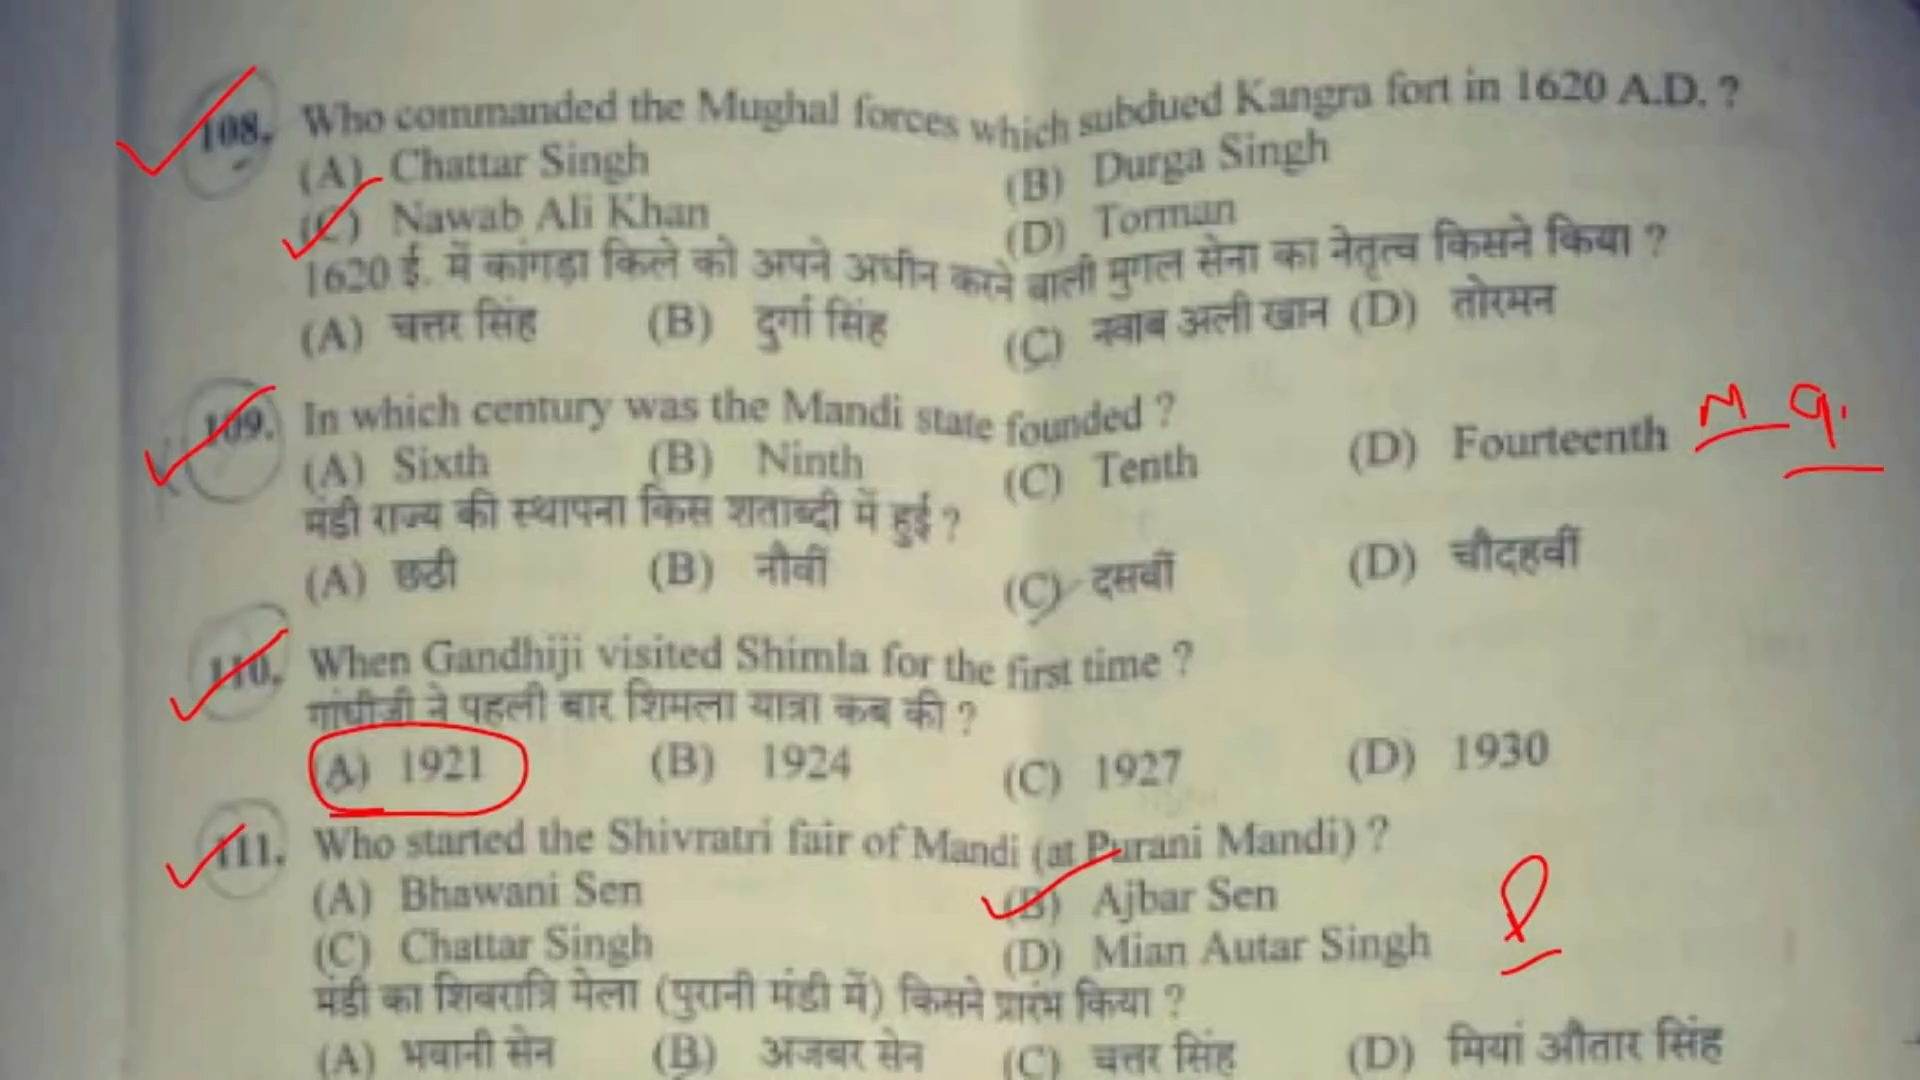 108. Who commanded the Mughal forces which subdued Kangra fort in 1620 A.D. ?
(A) Chattar Singh (B) Durga Singh
(C) Nawab Ali Khan (D) Torman
1620 ई. में कांगड़ा किले को अपने अधीन करने वाली मुगल सेना का नेतृत्व किसने किया ?
(A) चत्तर सिंह (B) दुर्गा सिंह (C) नवाब अली खान (D) तोरमन
109. In which century was the Mandi state founded ?
(A) Sixth (B) Ninth (C) Tenth (D) Fourteenth
मंडी राज्य की स्थापना किस शताब्दी में हुई ?
(A) छठी (B) नौवीं (C) दसवीं (D) चौदहवीं
110. When Gandhiji visited Shimla for the first time ?
गांधीजी ने पहली बार शिमला यात्रा कब की ?
(A) 1921 (B) 1924 (C) 1927 (D) 1930
111. Who started the Shivratri fair of Mandi (at Purani Mandi) ?
(A) Bhawani Sen (B) Ajbar Sen
(C) Chattar Singh (D) Mian Autar Singh
मंडी का शिवरात्रि मेला (पुरानी मंडी में) किसने प्रारंभ किया ?
(A) भवानी सेन (B) अजबर सेन (C) चत्तर सिंह (D) मियां औतार सिंह